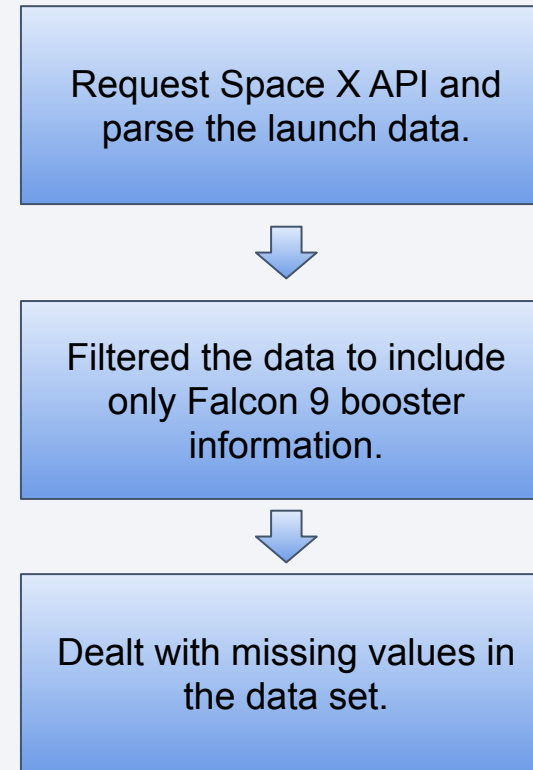 Request Space X API and
parse the launch data.
Filtered the data to include
only Falcon 9 booster
information.
Dealt with missing values in
the data set.